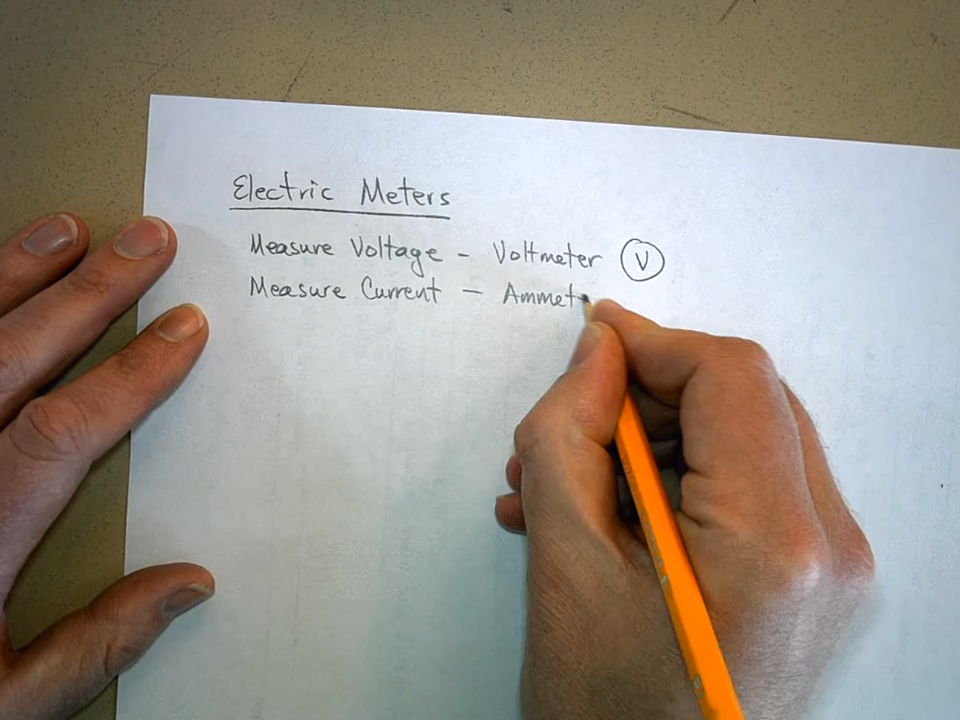 Electric Meters
Measure Voltage - Voltmeter V
Measure Current - Ammet